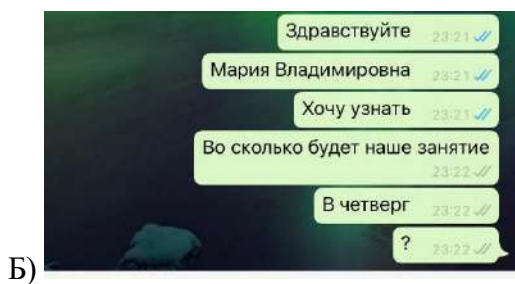 Здравствуйте 23:21
Мария Владимировна 23:21
Хочу узнать 23:21
Во сколько будет наше занятие
23:22
В четверг 23:22
? 23:22
Б)